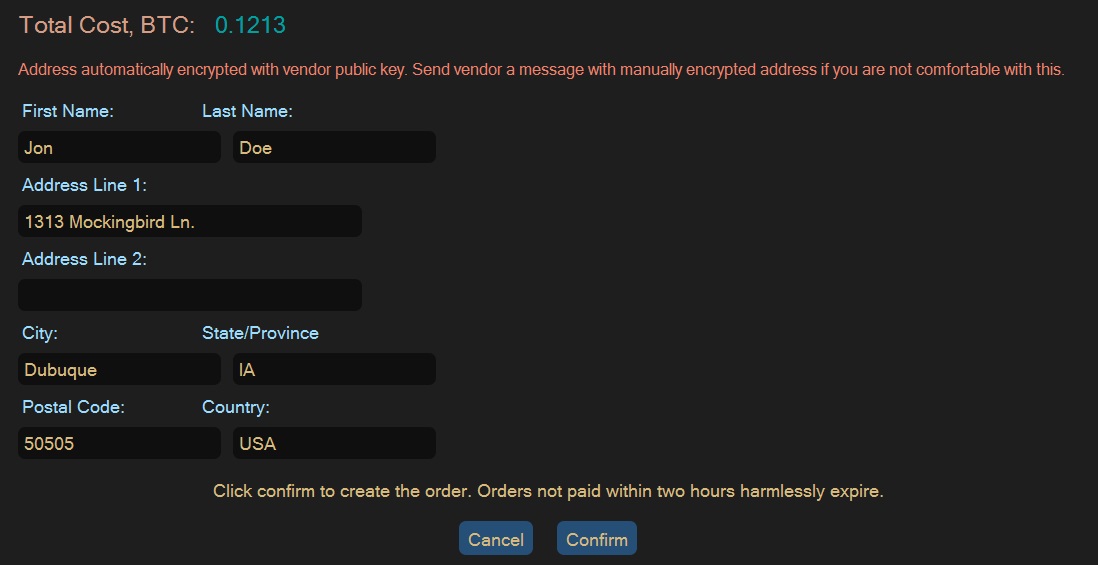 Total Cost, BTC: 0.1213
Address automatically encrypted with vendor public key. Send vendor a message with manually encrypted address if you are not comfortable with this.
First Name: Last Name:
Jon Doe
Address Line 1:
1313 Mockingbird Ln.
Address Line 2:
City: State/Province
Dubuque IA
Postal Code: Country:
50505 USA
Click confirm to create the order. Orders not paid within two hours harmlessly expire.
Cancel Confirm